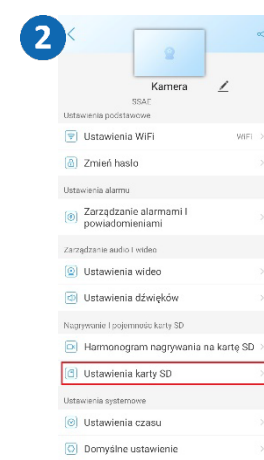 2
Kamera
SSAE
Ustawienia podstawowe
Ustawienia WiFi WIFI
Zmień hasło
Ustawienia alarmu
Zarządzanie alarmami I
powiadomieniami
Zarządzanie audio I wideo
Ustawienia wideo
Ustawienia dźwięków
Nagrywanie I pojemnośc karty SD
Harmonogram nagrywania na kartę SD
Ustawienia karty SD
Ustawienia systemowe
Ustawienia czasu
Domyślne ustawienie